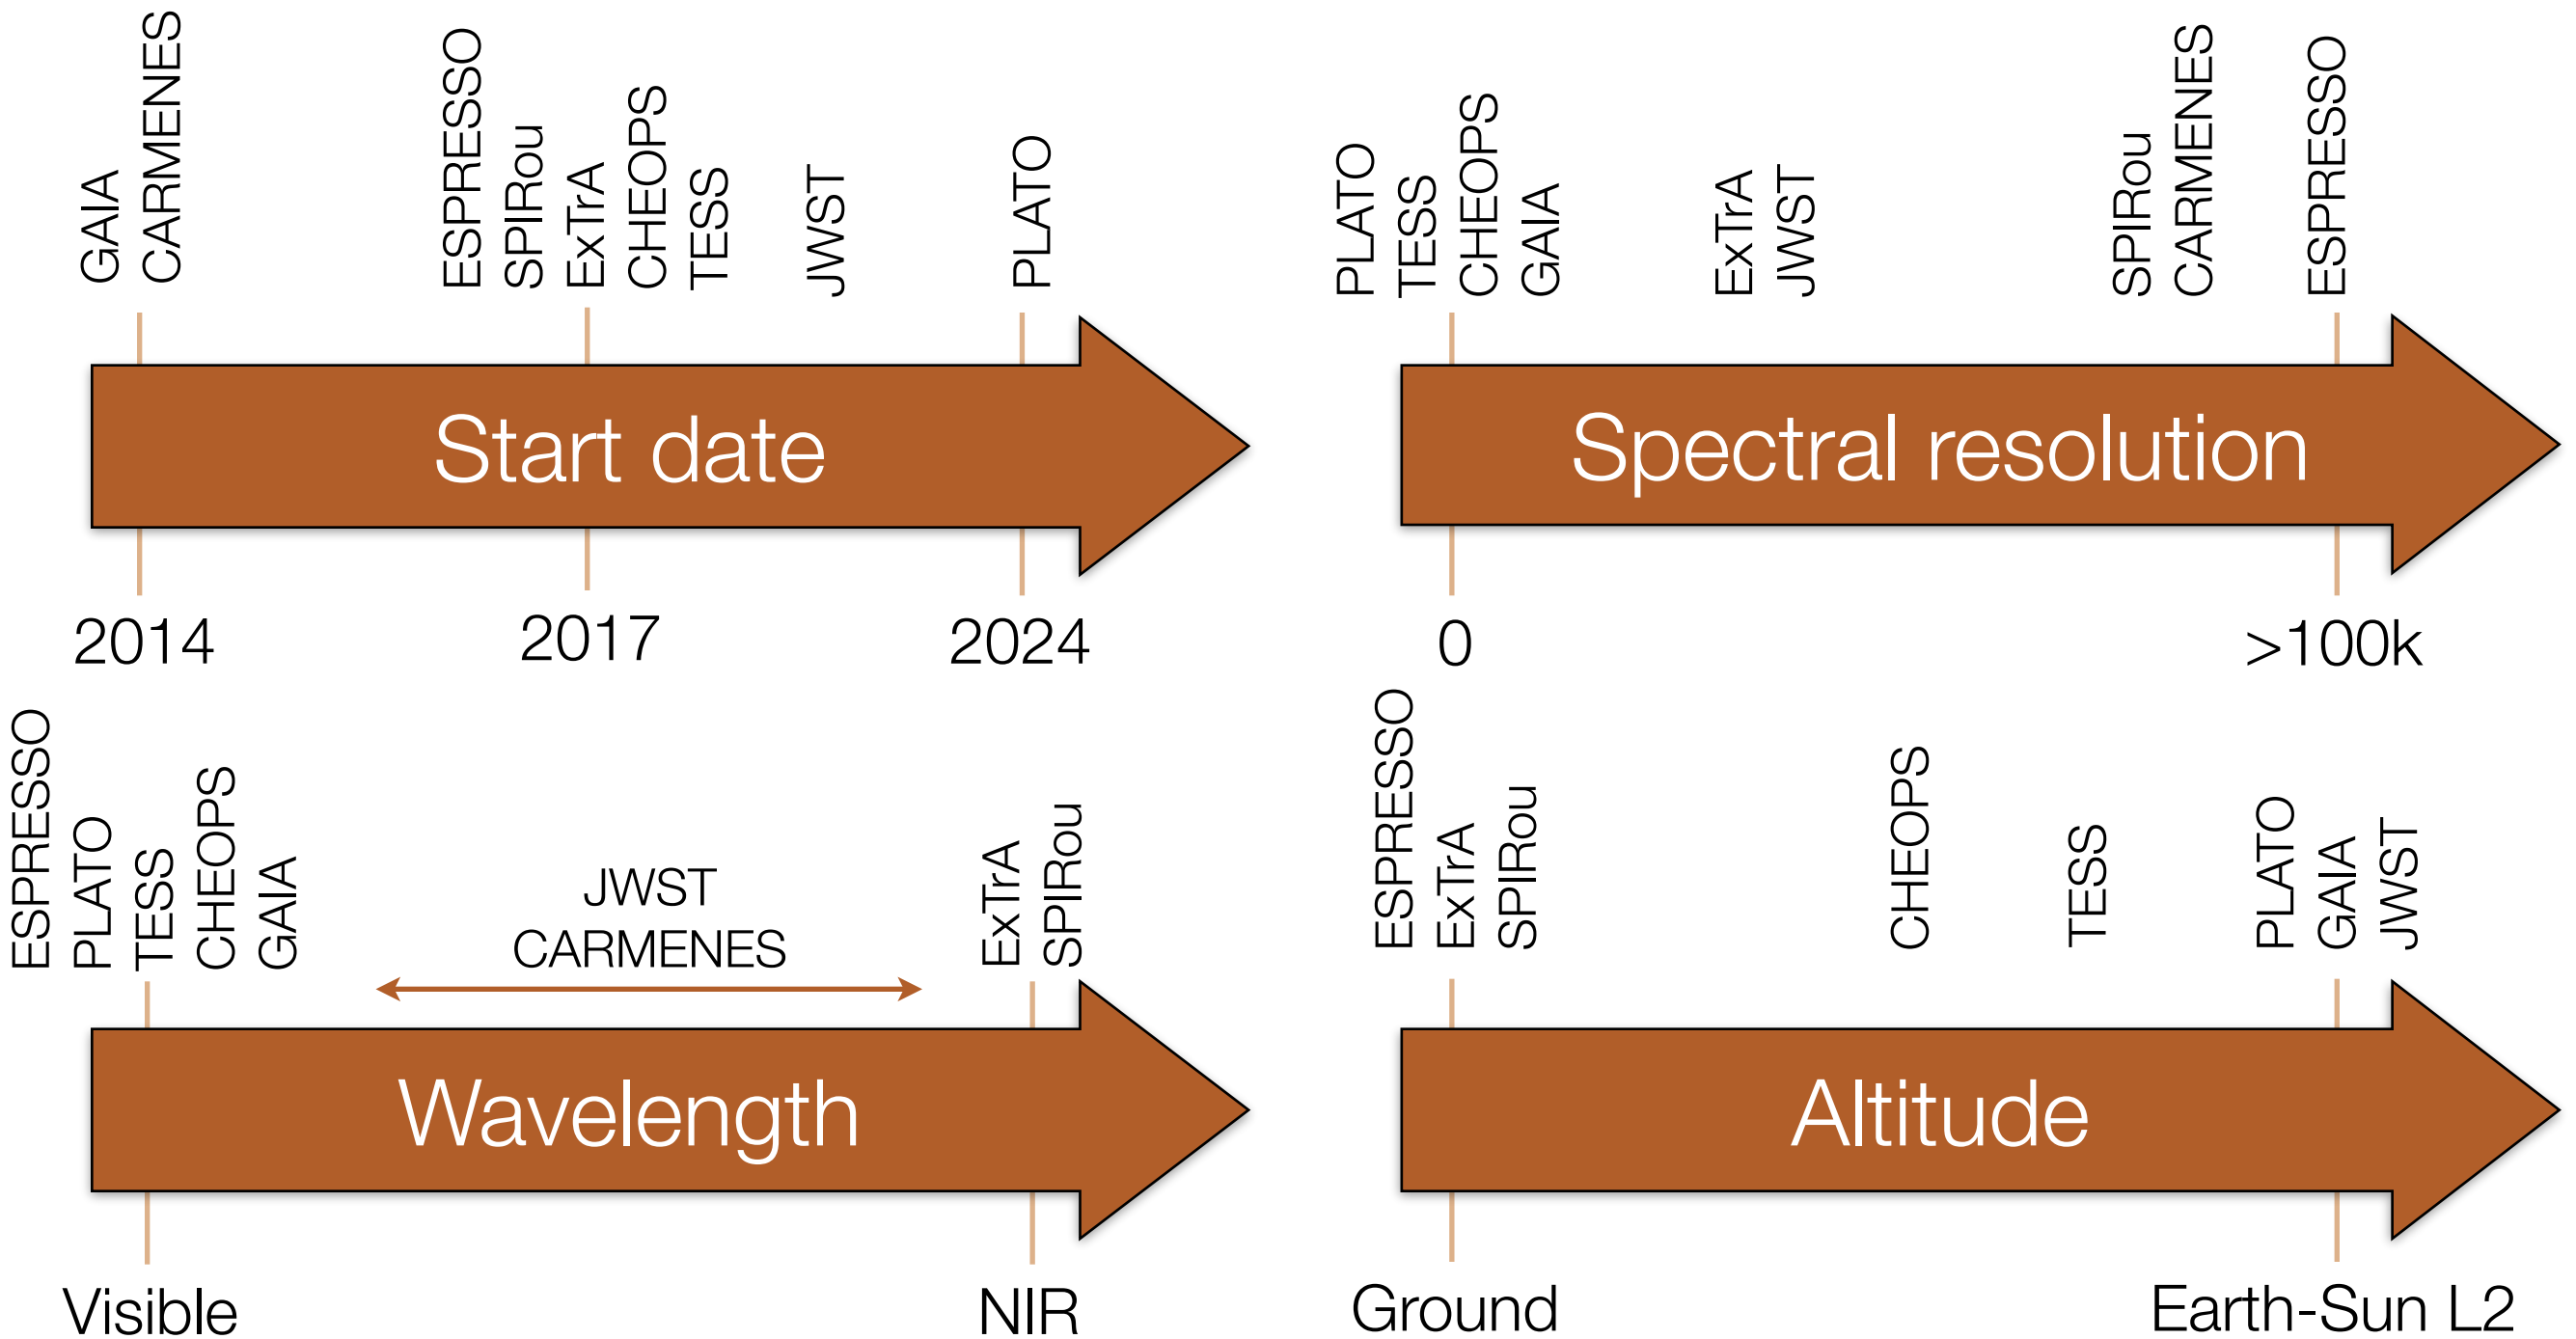 GAIA
CARMENES
ESPRESSO
SPIRou
ExTrA
CHEOPS
TESS
JWST
PLATO
Start date
2014
2017
2024
PLATO
TESS
CHEOPS
GAIA
ExTrA
JWST
SPIRou
CARMENES
ESPRESSO
Spectral resolution
0
>100k
ESPRESSO
PLATO
TESS
CHEOPS
GAIA
JWST
CARMENES
ExTrA
SPIRou
Wavelength
Visible
NIR
ESPRESSO
ExTrA
SPIRou
CHEOPS
TESS
PLATO
GAIA
JWST
Altitude
Ground
Earth-Sun L2